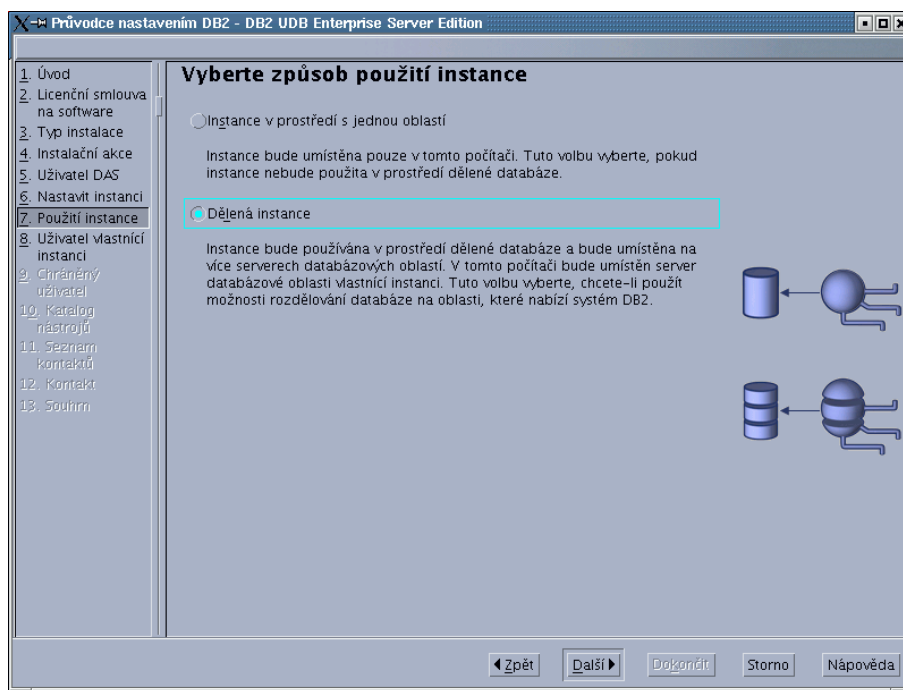 Průvodce nastavením DB2 - DB2 UDB Enterprise Server Edition
1. Úvod
2. Licenční smlouva
na software
3. Typ instalace
4. Instalační akce
5. Uživatel DAS
6. Nastavit instanci
7. Použití instance
8. Uživatel vlastnící
instanci
9. Chráněný
uživatel
10. Katalog
nástrojů
11. Seznam
kontaktů
12. Kontakt
13. Souhrn
Vyberte způsob použití instance
Instance v prostředí s jednou oblastí
Instance bude umístěna pouze v tomto počítači. Tuto volbu vyberte, pokud
instance nebude použita v prostředí dělené databáze.
Dělená instance
Instance bude používána v prostředí dělené databáze a bude umístěna na
více serverech databázových oblastí. V tomto počítači bude umístěn server
databázové oblasti vlastnící instanci. Tuto volbu vyberte, chcete-li použít
možnosti rozdělování databáze na oblasti, které nabízí systém DB2.
Zpět
Další
Dokončit
Storno
Nápověda